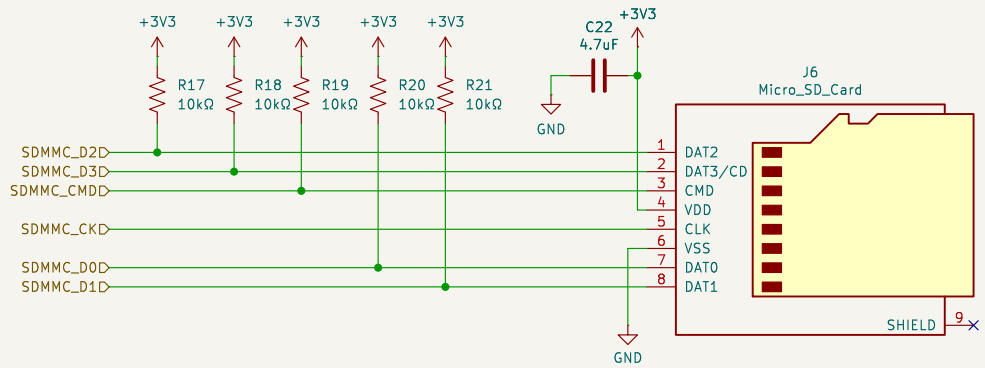 +3V3 +3V3 +3V3 +3V3 +3V3 +3V3
C22
4.7uF
R17 R18 R19 R20 R21
10kΩ 10kΩ 10kΩ 10kΩ 10kΩ
GND
J6
Micro_SD_Card
SDMMC_D2 1 DAT2
SDMMC_D3 2 DAT3/CD
SDMMC_CMD 3 CMD
4 VDD
SDMMC_CK 5 CLK
6 VSS
SDMMC_D0 7 DAT0
SDMMC_D1 8 DAT1
SHIELD 9
GND